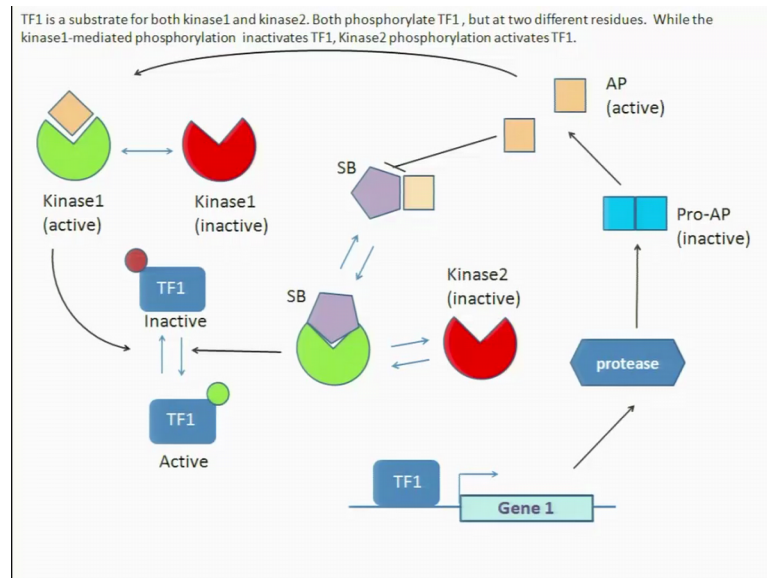 TF1 is a substrate for both kinase1 and kinase2. Both phosphorylate TF1 , but at two different residues.  While the
kinase1-mediated phosphorylation  inactivates TF1, Kinase2 phosphorylation activates TF1.
AP
(active)
SB
Kinase1
(active)
Kinase1
(inactive)
Pro-AP
(inactive)
TF1
Inactive
SB
Kinase2
(inactive)
protease
TF1
Active
TF1
Gene 1